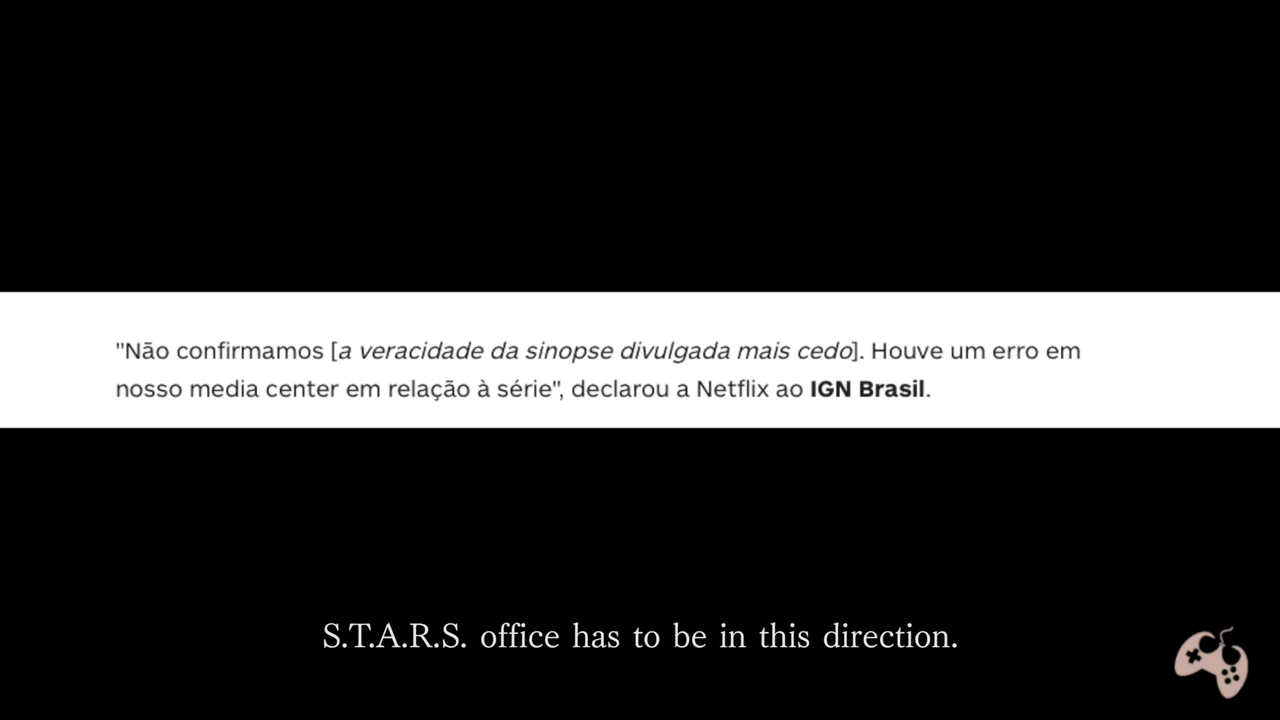 "Não confirmamos [a veracidade da sinopse divulgada mais cedo]. Houve um erro em
nosso media center em relação à série", declarou a Netflix ao IGN Brasil.
S.T.A.R.S. office has to be in this direction.